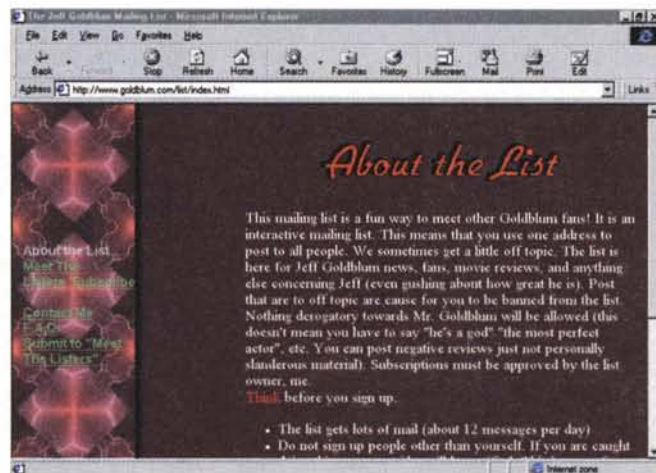 The Jeff Goldblum Mailing List - Microsoft Internet Explorer
File Edit View Go Favorites Help
Back Forward Stop Refresh Home Search Favorites History Fullscreen Mail Print Edit
Address http://www.goldblum.com/list/index.html Links
About the List
Meet The
Subscribe
Contact Me
F.A.Q.
Submit to "Meet
The Listers"
About the List
This mailing list is a fun way to meet other Goldblum fans! It is an
interactive mailing list. This means that you use one address to
post to all people. We sometimes get a little off topic. The list is
here for Jeff Goldblum news, fans, movie reviews, and anything
else concerning Jeff (even gushing about how great he is). Post
that are to off topic are cause for you to be banned from the list.
Nothing derogatory towards Mr. Goldblum will be allowed (this
doesn't mean you have to say "he's a god" "the most perfect
actor", etc. You can post negative reviews just not personally
slanderous material). Subscriptions must be approved by the list
owner, me.
Think before you sign up.
• The list gets lots of mail (about 12 messages per day)
• Do not sign up people other than yourself. If you are caught
Internet zone